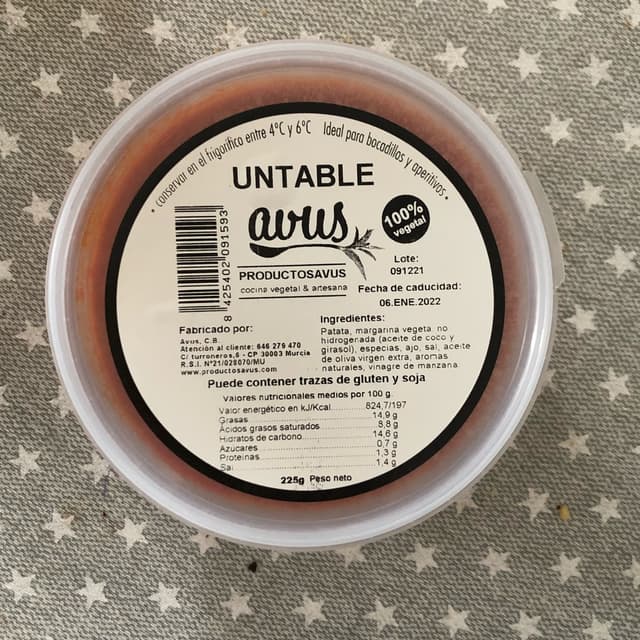 • conservar en el frigorífico entre 4ºC y 6ºC Ideal para bocadillos y aperitivos •
UNTABLE
avus
100%
vegetal
PRODUCTOSAVUS
cocina vegetal & artesana
8 425402 091593
Lote:
091221
Fecha de caducidad:
06.ENE.2022
Fabricado por:
Avus, C.B.
Atención al cliente: 646 279 470
C/ turroneros,6 - CP 30003 Murcia
R.S.I. Nº21/028070/MU
www.productosavus.com
Ingredientes:
Patata, margarina vegeta no
hidrogenada (aceite de coco y
girasol), especias, ajo, sal, aceite
de oliva virgen extra, aromas
naturales, vinagre de manzana
Puede contener trazas de gluten y soja
Valores nutricionales medios por 100 g.
Valor energético en kJ/Kcal 824,7/197
Grasas 14,9 g
Ácidos grasos saturados 8,8 g
Hidratos de carbono 14,6 g
Azucares 0,7 g
Proteínas 1,3 g
Sal 1,4 g
225g Peso neto